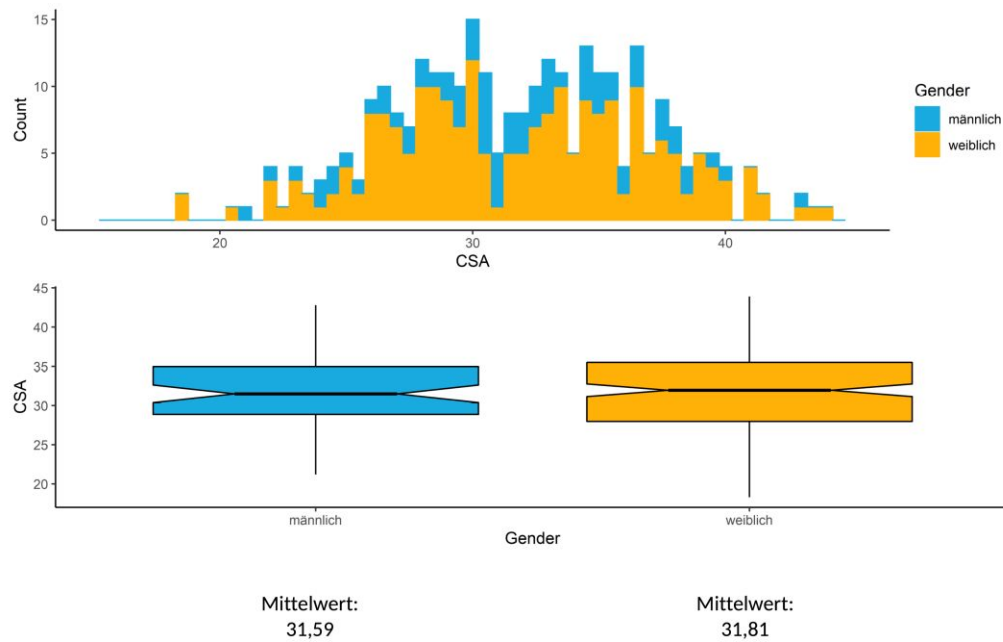 15
10
5
0
Count
20
30
40
CSA
Gender
männlich
weiblich
45
40
35
30
25
20
CSA
männlich
weiblich
Gender
Mittelwert:
31,59
Mittelwert:
31,81